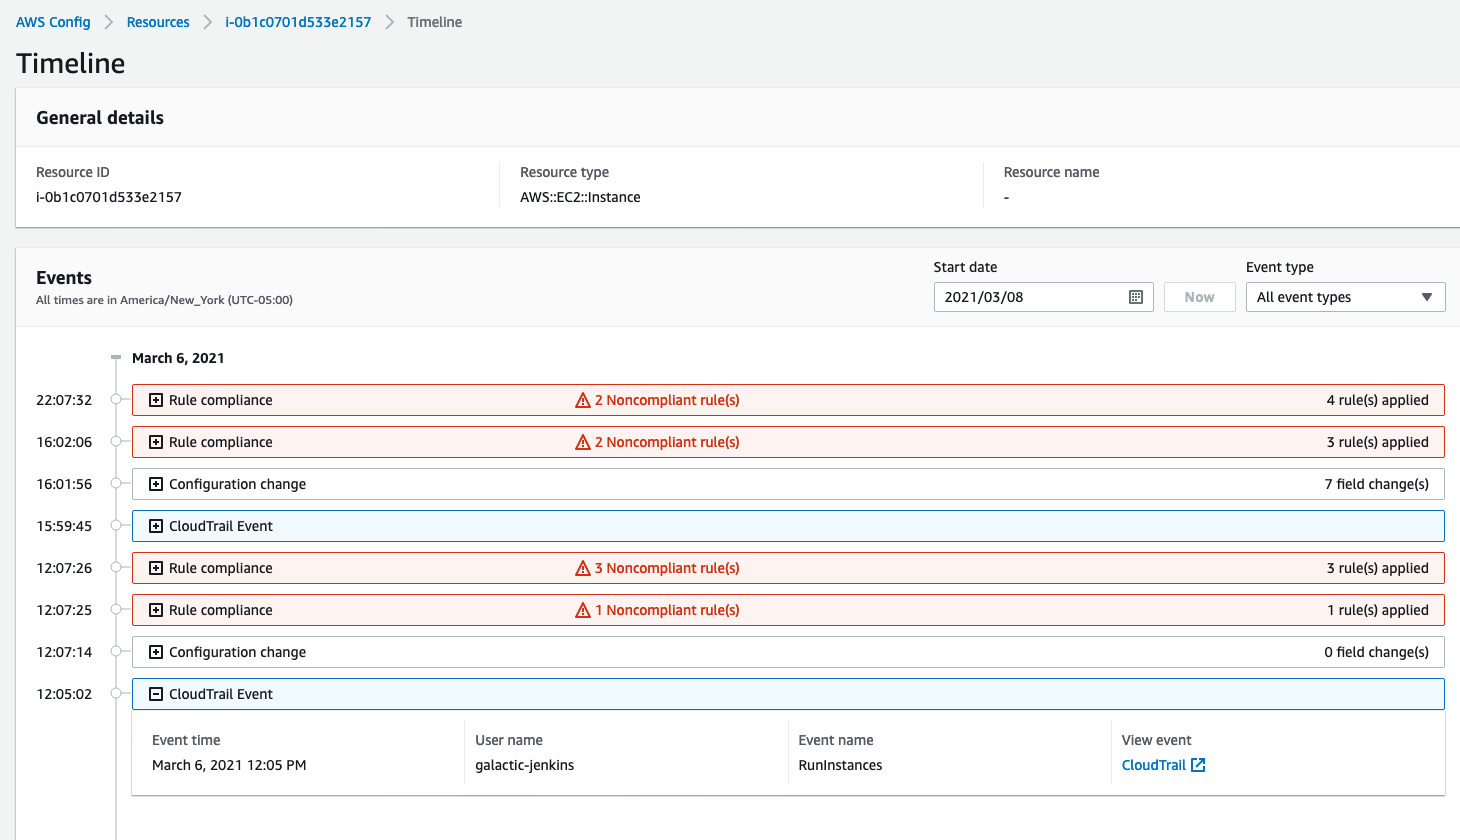 AWS Config > Resources > i-0b1c0701d533e2157 > Timeline
Timeline
General details
Resource ID Resource type Resource name
i-0b1c0701d533e2157 AWS::EC2::Instance -
Events
All times are in America/New_York (UTC-05:00)
Start date Event type
2021/03/08 Now All event types
March 6, 2021
22:07:32 Rule compliance 2 Noncompliant rule(s) 4 rule(s) applied
16:02:06 Rule compliance 2 Noncompliant rule(s) 3 rule(s) applied
16:01:56 Configuration change 7 field change(s)
15:59:45 CloudTrail Event
12:07:26 Rule compliance 3 Noncompliant rule(s) 3 rule(s) applied
12:07:25 Rule compliance 1 Noncompliant rule(s) 1 rule(s) applied
12:07:14 Configuration change 0 field change(s)
12:05:02 CloudTrail Event
Event time User name Event name View event
March 6, 2021 12:05 PM galactic-jenkins RunInstances CloudTrail